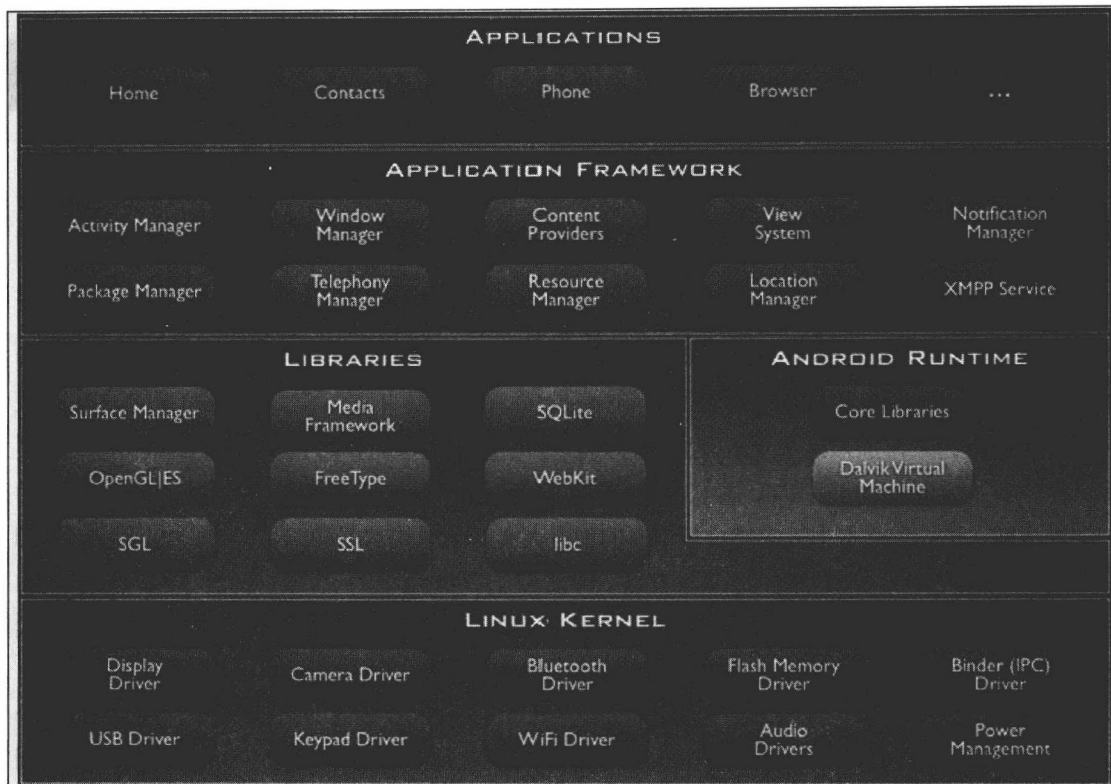 APPLICATIONS
Home
Contacts
Phone
Browser
...
APPLICATION FRAMEWORK
Activity Manager
Window
Manager
Content
Providers
View
System
Notification
Manager
Package Manager
Telephony
Manager
Resource
Manager
Location
Manager
XMPP Service
LIBRARIES
Surface Manager
Media
Framework
SQLite
OpenGL|ES
FreeType
WebKit
SGL
SSL
libc
ANDROID RUNTIME
Core Libraries
Dalvik Virtual
Machine
LINUX KERNEL
Display
Driver
Camera Driver
Bluetooth
Driver
Flash Memory
Driver
Binder (IPC)
Driver
USB Driver
Keypad Driver
WiFi Driver
Audio
Drivers
Power
Management